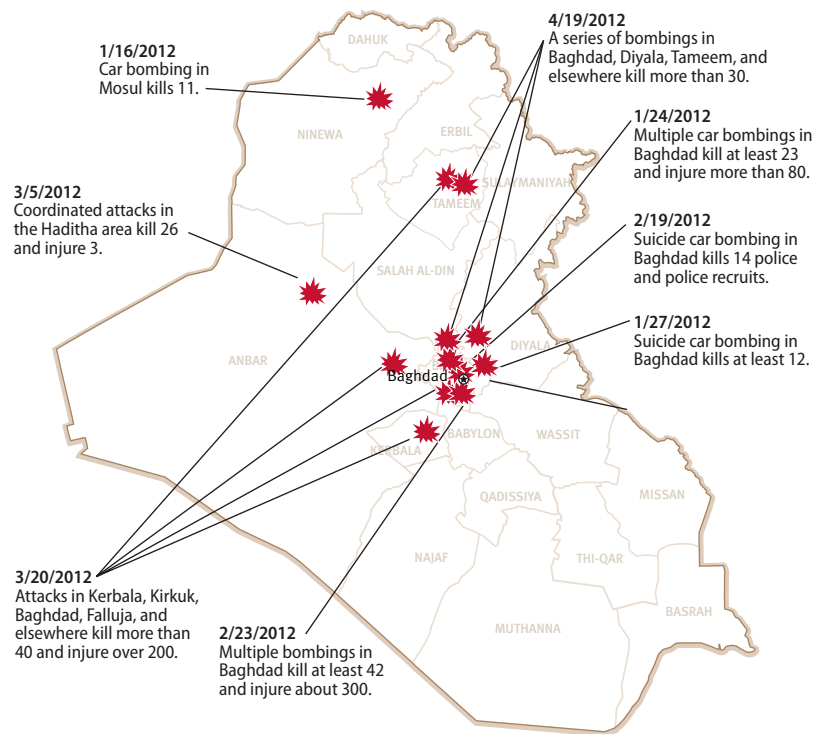 1/16/2012
Car bombing in
Mosul kills 11.
3/5/2012
Coordinated attacks in
the Haditha area kill 26
and injure 3.
4/19/2012
A series of bombings in
Baghdad, Diyala, Tameem, and
elsewhere kill more than 30.
1/24/2012
Multiple car bombings in
Baghdad kill at least 23
and injure more than 80.
2/19/2012
Suicide car bombing in
Baghdad kills 14 police
and police recruits.
1/27/2012
Suicide car bombing in
Baghdad kills at least 12.
DAHUK
NINEWA
ERBIL
SULAYMANIYAH
TAMEEM
SALAH AL-DIN
ANBAR
DIYALA
Baghdad
KERBALA
BABYLON
WASSIT
QADISSIYA
MISSAN
NAJAF
THI-QAR
BASRAH
MUTHANNA
3/20/2012
Attacks in Kerbala, Kirkuk,
Baghdad, Falluja, and
elsewhere kill more than
40 and injure over 200.
2/23/2012
Multiple bombings in
Baghdad kill at least 42
and injure about 300.